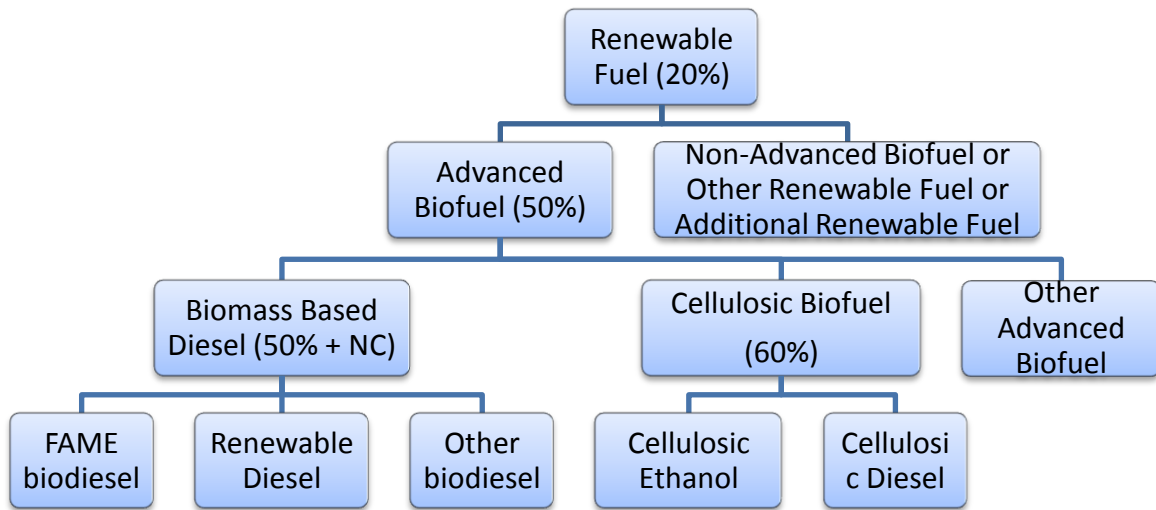 Renewable
Fuel (20%)
Advanced
Biofuel (50%)
Non-Advanced Biofuel or
Other Renewable Fuel or
Additional Renewable Fuel
Biomass Based
Diesel (50% + NC)
Cellulosic Biofuel
(60%)
Other
Advanced
Biofuel
FAME
biodiesel
Renewable
Diesel
Other
biodiesel
Cellulosic
Ethanol
Cellulosi
c Diesel